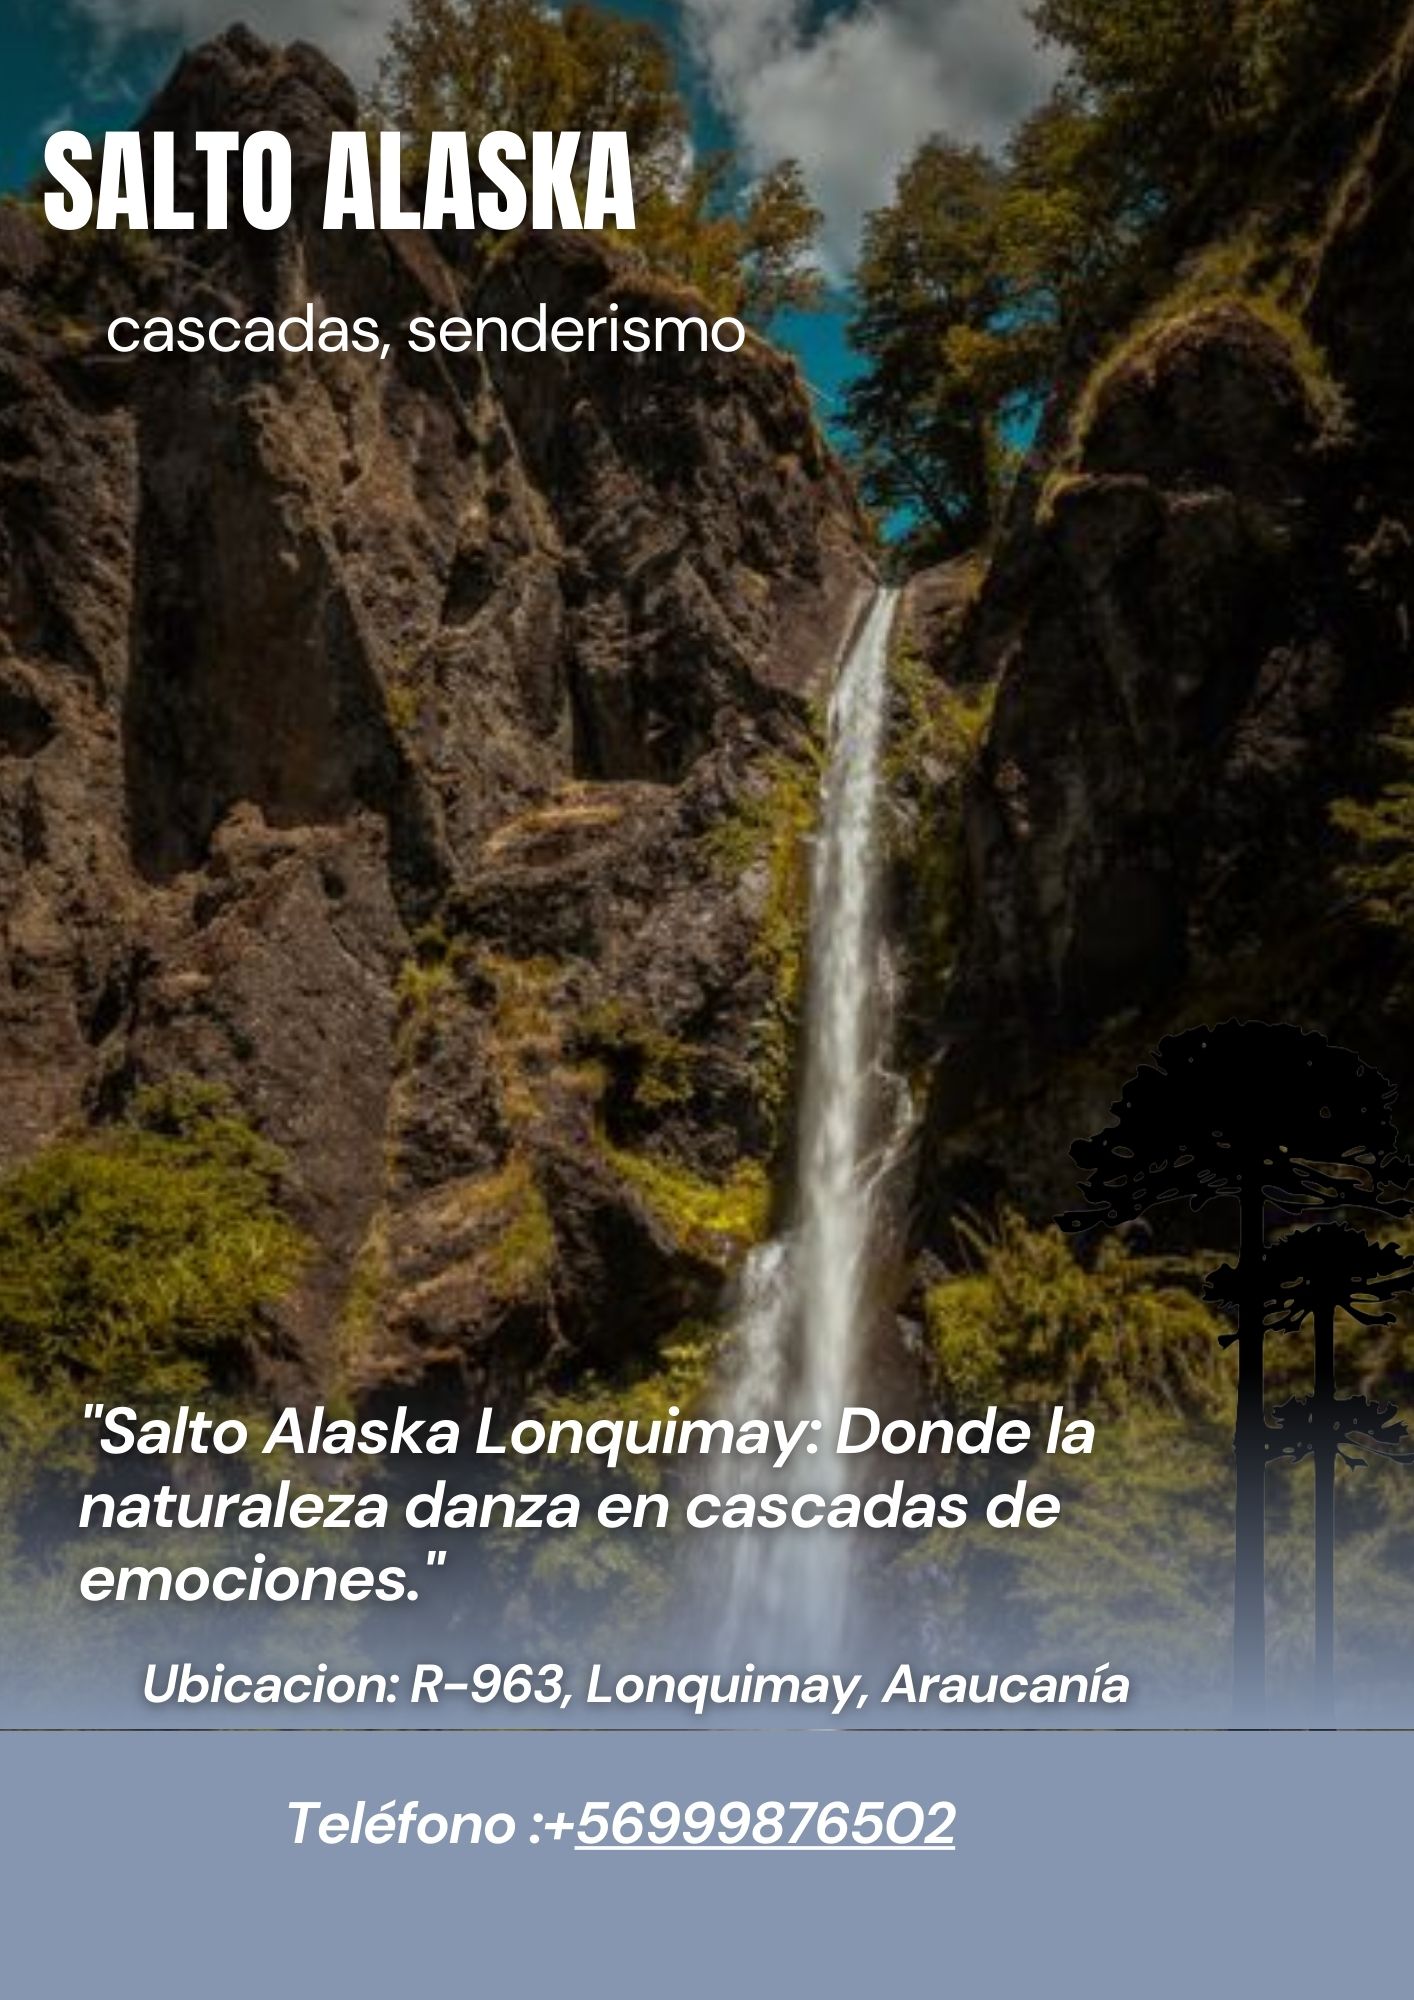 SALTO ALASKA
cascadas, senderismo
"Salto Alaska Lonquimay: Donde la
naturaleza danza en cascadas de
emociones."
Ubicacion: R-963, Lonquimay, Araucanía
Teléfono :+56999876502